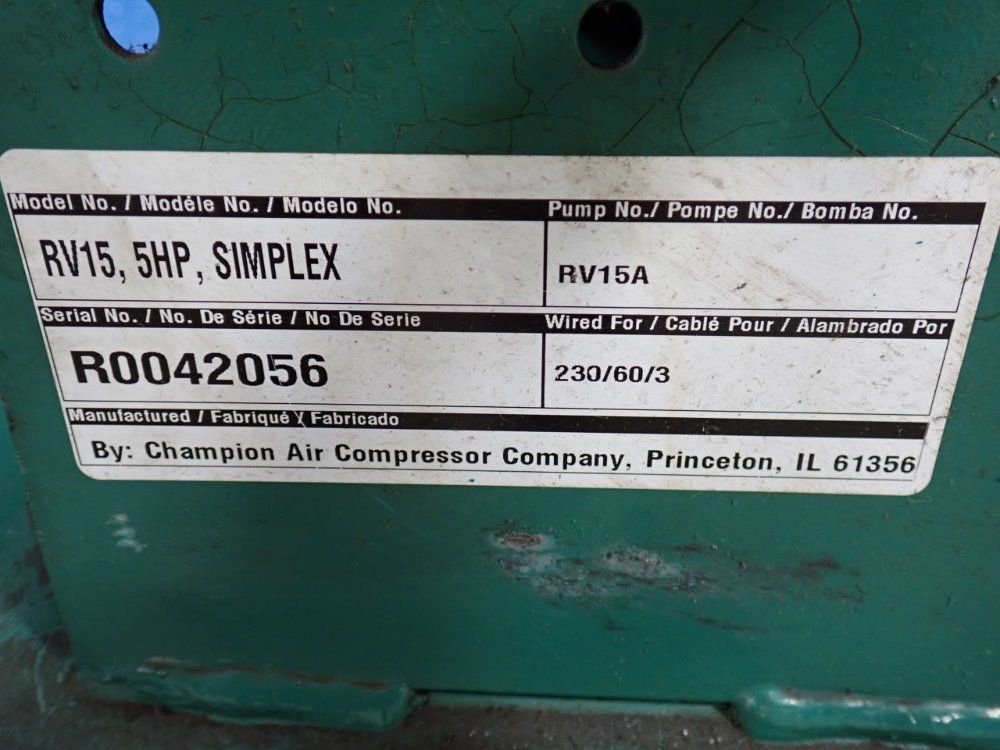 Model No. / Modéle No. / Modelo No.
RV15, 5HP, SIMPLEX
Pump No./ Pompe No./ Bomba No.
RV15A
Serial No. / No. De Série / No De Serie
R0042056
Wired For / Cablé Pour / Alambrado Por
230/60/3
Manufactured / Fabriqué / Fabricado
By: Champion Air Compressor Company, Princeton, IL 61356